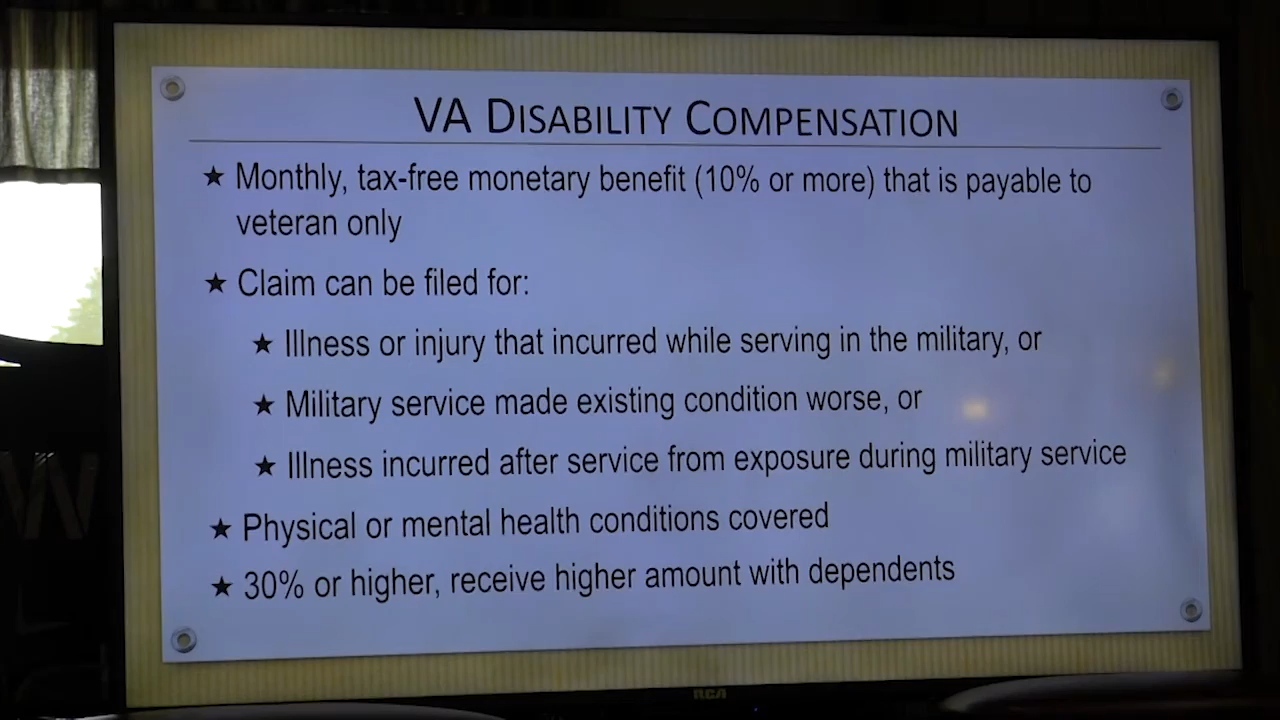 VA DISABILITY COMPENSATION
★ Monthly, tax-free monetary benefit (10% or more) that is payable to
veteran only
★ Claim can be filed for:
★ Illness or injury that incurred while serving in the military, or
★ Military service made existing condition worse, or
★ Illness incurred after service from exposure during military service
★ Physical or mental health conditions covered
★ 30% or higher, receive higher amount with dependents
W
RCA